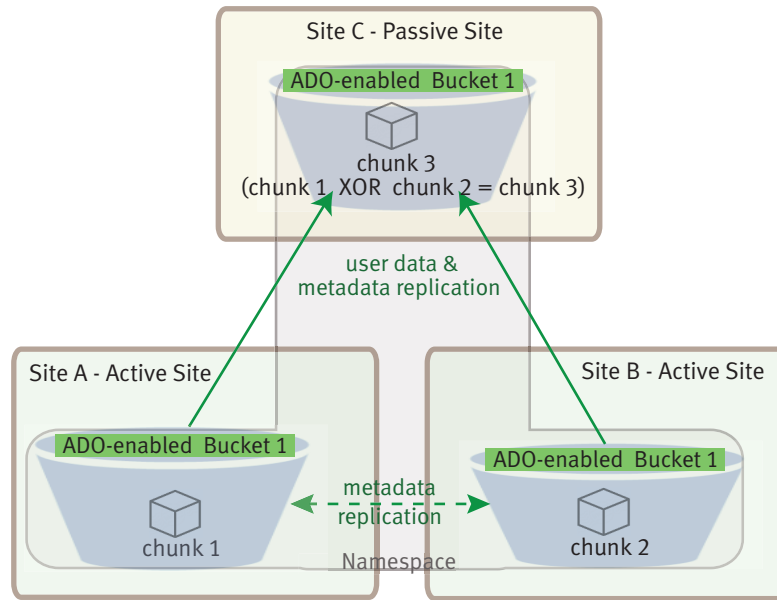 Site C - Passive Site
ADO-enabled Bucket 1
chunk 3
(chunk 1 XOR chunk 2 = chunk 3)
user data &
metadata replication
Site A - Active Site
Site B - Active Site
ADO-enabled Bucket 1
ADO-enabled Bucket 1
metadata
replication
chunk 1
chunk 2
Namespace